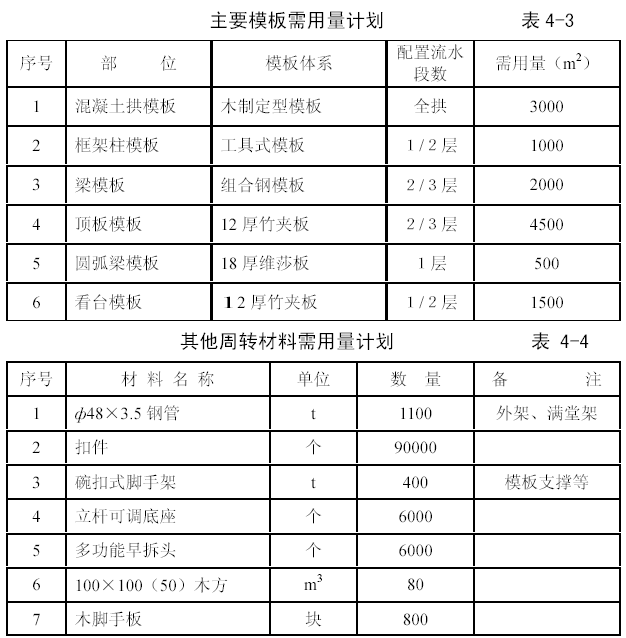 主要模板需用量计划 表 4-3
序号 部 位 模板体系 配置流水段数 需用量（m²）
1 混凝土拱模板 木制定型模板 全拱 3000
2 框架柱模板 工具式模板 1/2层 1000
3 梁模板 组合钢模板 2/3层 2000
4 顶板模板 12厚竹夹板 2/3层 4500
5 圆弧梁模板 18厚维莎板 1层 500
6 看台模板 12厚竹夹板 1/2层 1500
其他周转材料需用量计划 表 4-4
序号 材 料 名 称 单位 数 量 备 注
1 ф48×3.5 钢管 t 1100 外架、满堂架
2 扣件 个 90000
3 碗扣式脚手架 t 400 模板支撑等
4 立杆可调底座 个 6000
5 多功能早拆头 个 6000
6 100×100（50）木方 m³ 80
7 木脚手板 块 800